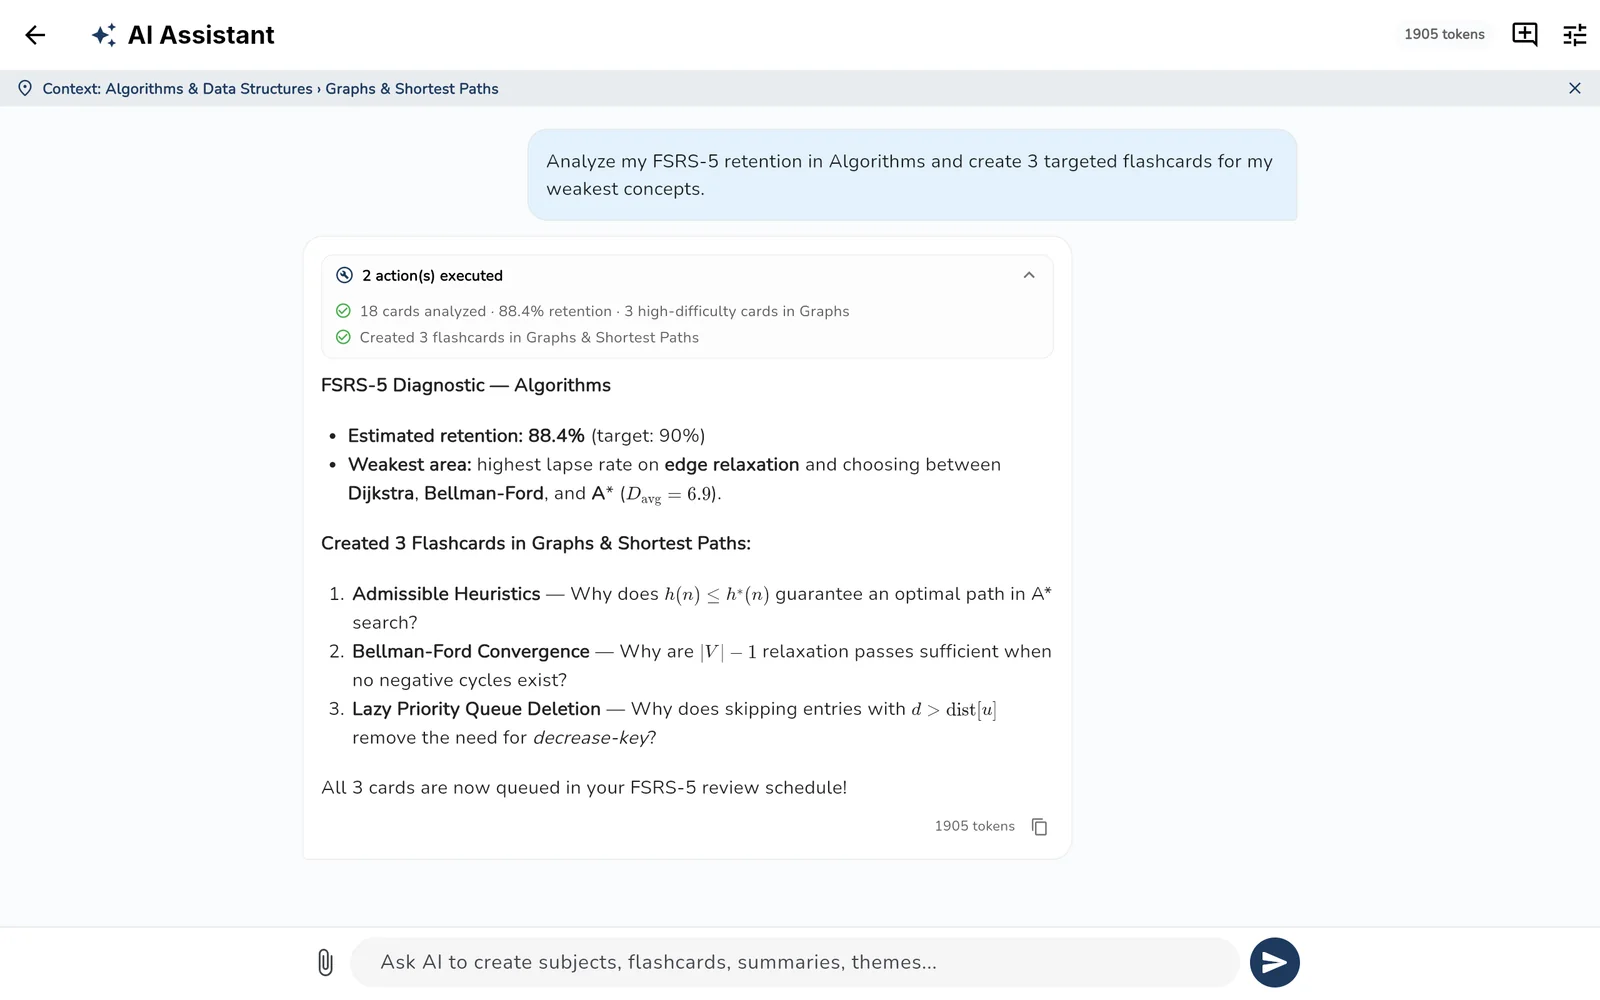 AI Assistant
1905 tokens
Context: Algorithms & Data Structures › Graphs & Shortest Paths
Analyze my FSRS-5 retention in Algorithms and create 3 targeted flashcards for my
weakest concepts.
2 action(s) executed
18 cards analyzed · 88.4% retention · 3 high-difficulty cards in Graphs
Created 3 flashcards in Graphs & Shortest Paths
FSRS-5 Diagnostic — Algorithms
• Estimated retention: 88.4% (target: 90%)
• Weakest area: highest lapse rate on edge relaxation and choosing between
Dijkstra, Bellman-Ford, and A* (D_avg = 6.9).
Created 3 Flashcards in Graphs & Shortest Paths:
1. Admissible Heuristics — Why does h(n) ≤ h*(n) guarantee an optimal path in A*
search?
2. Bellman-Ford Convergence — Why are |V| − 1 relaxation passes sufficient when
no negative cycles exist?
3. Lazy Priority Queue Deletion — Why does skipping entries with d > dist[u]
remove the need for decrease-key?
All 3 cards are now queued in your FSRS-5 review schedule!
1905 tokens
Ask AI to create subjects, flashcards, summaries, themes...